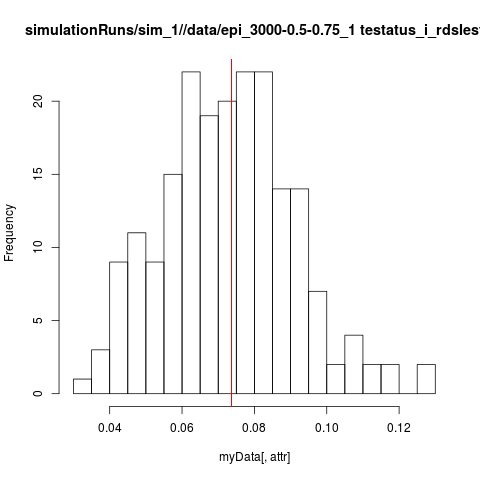 simulationRuns/sim_1//data/epi_3000-0.5-0.75_1 testatus_i_rdsles
Frequency
20
15
10
5
0
0.04 0.06 0.08 0.10 0.12
myData[, attr]